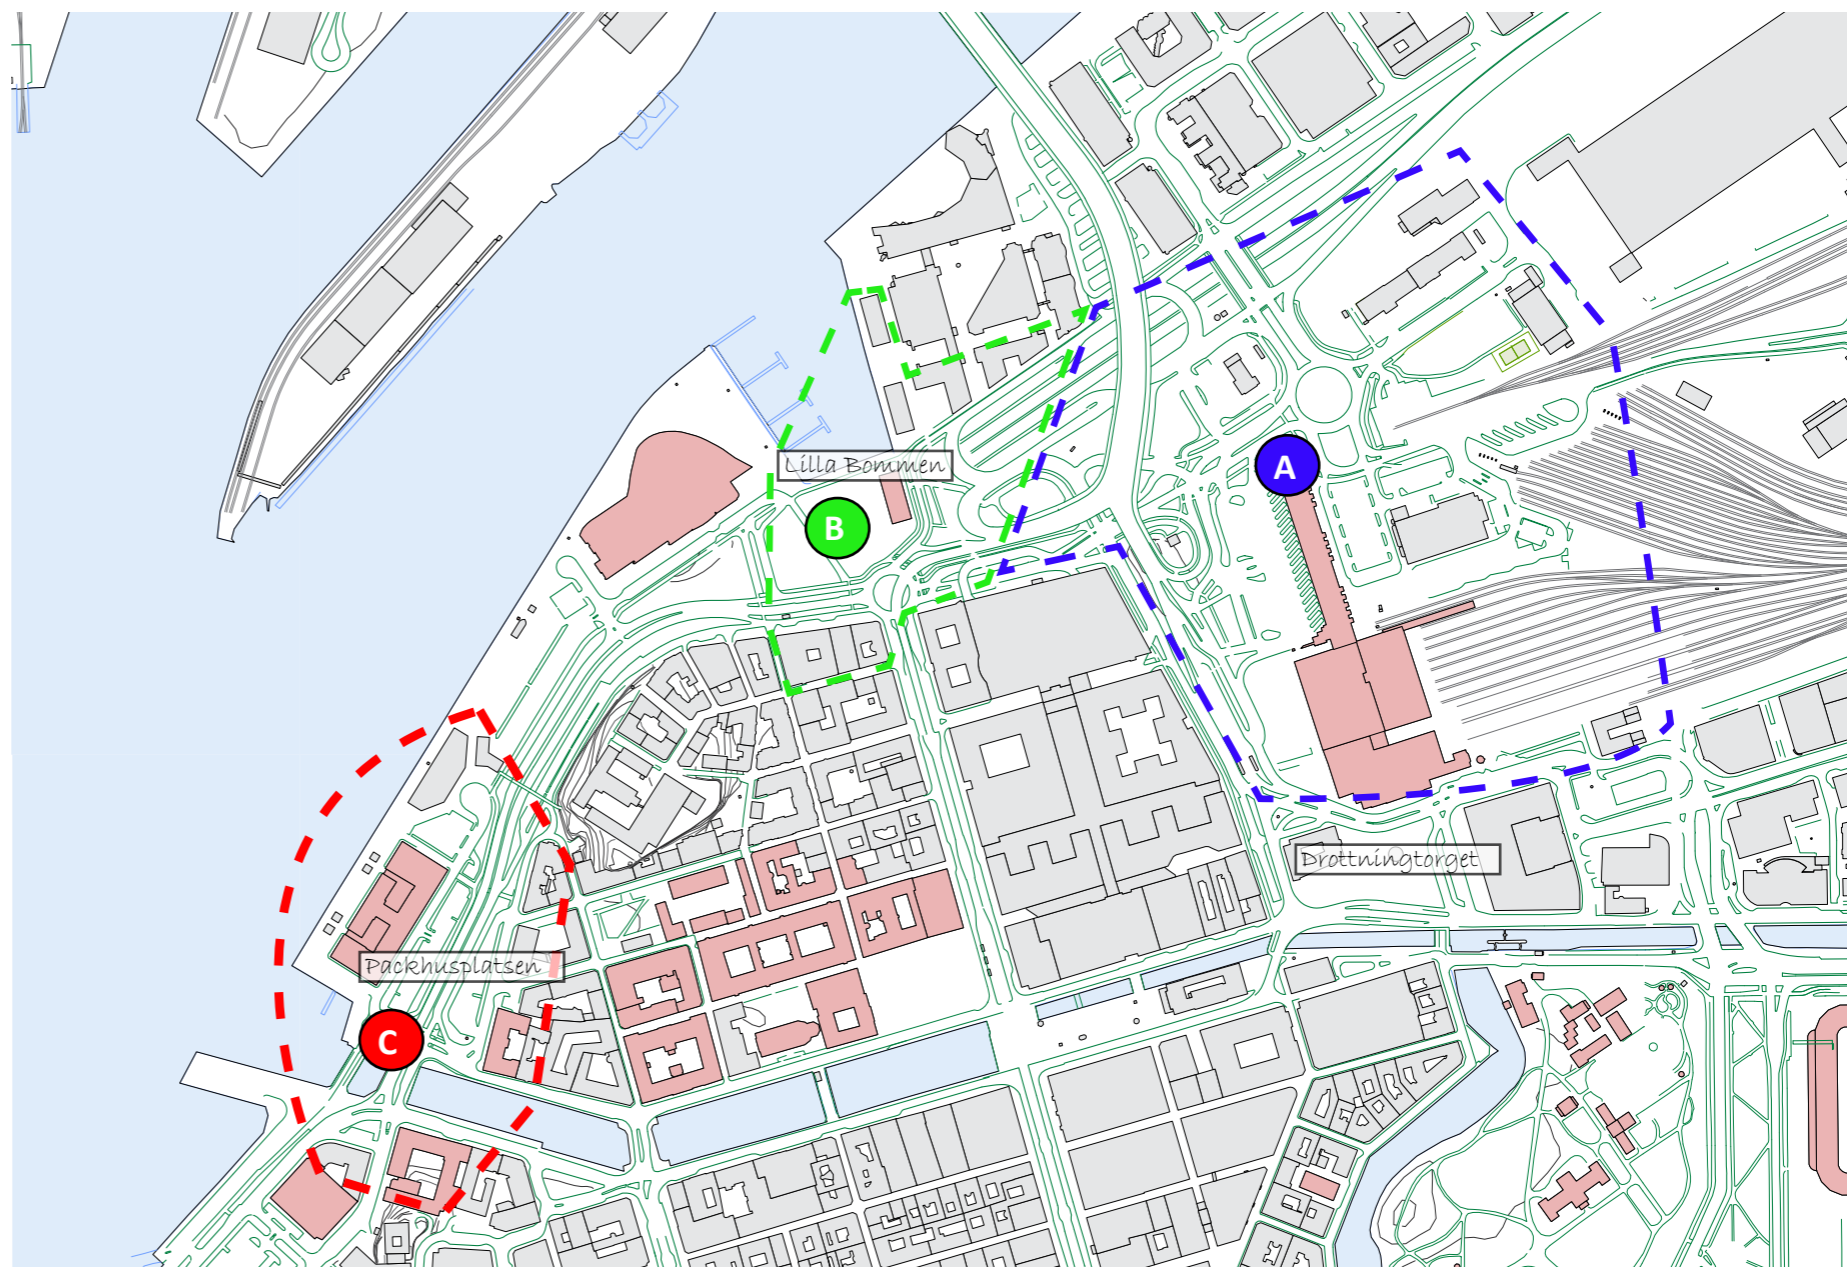 A
Lilla Bommen
B
Drottningtorget
Packhusplatsen
C